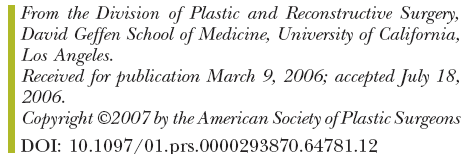 From the Division of Plastic and Reconstructive Surgery,
David Geffen School of Medicine, University of California,
Los Angeles.
Received for publication March 9, 2006; accepted July 18,
2006.
Copyright ©2007 by the American Society of Plastic Surgeons
DOI: 10.1097/01.prs.0000293870.64781.12